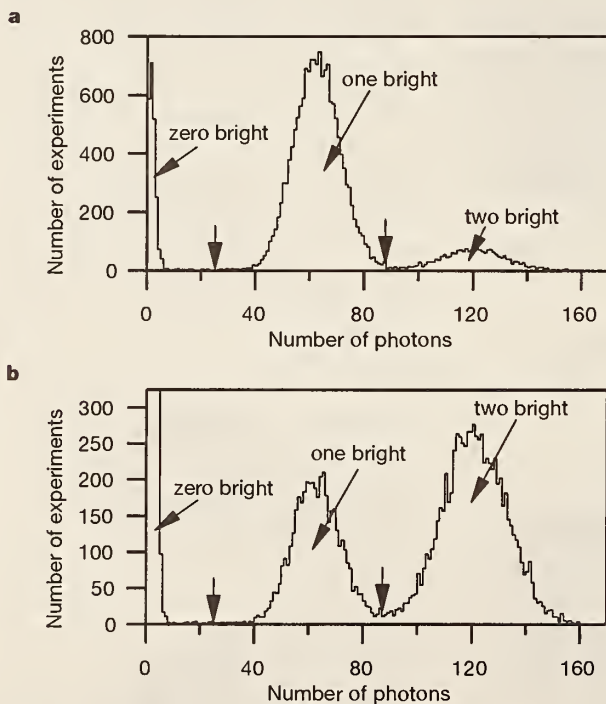 a
800
600
400
200
0
Number of experiments
zero bright
one bright
two bright
0 40 80 120 160
Number of photons
b
300
250
200
150
100
50
0
Number of experiments
zero bright
one bright
two bright
0 40 80 120 160
Number of photons